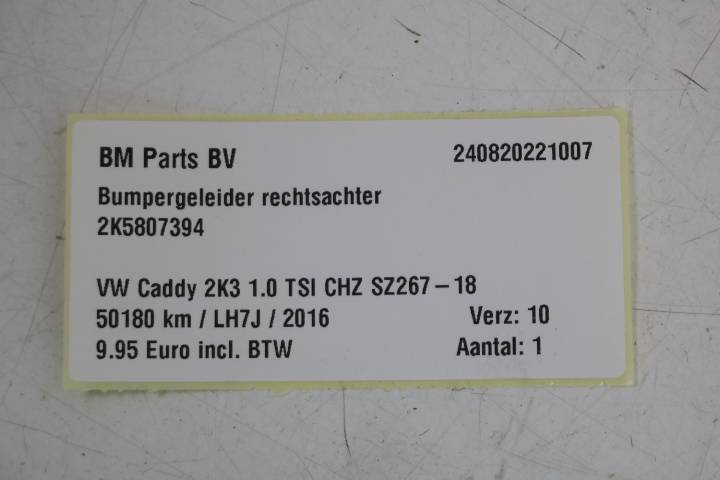 BM Parts BV 240820221007
Bumpergeleider rechtsachter
2K5807394
VW Caddy 2K3 1.0 TSI CHZ SZ267-18
50180 km / LH7J / 2016 Verz: 10
9.95 Euro incl. BTW Aantal: 1